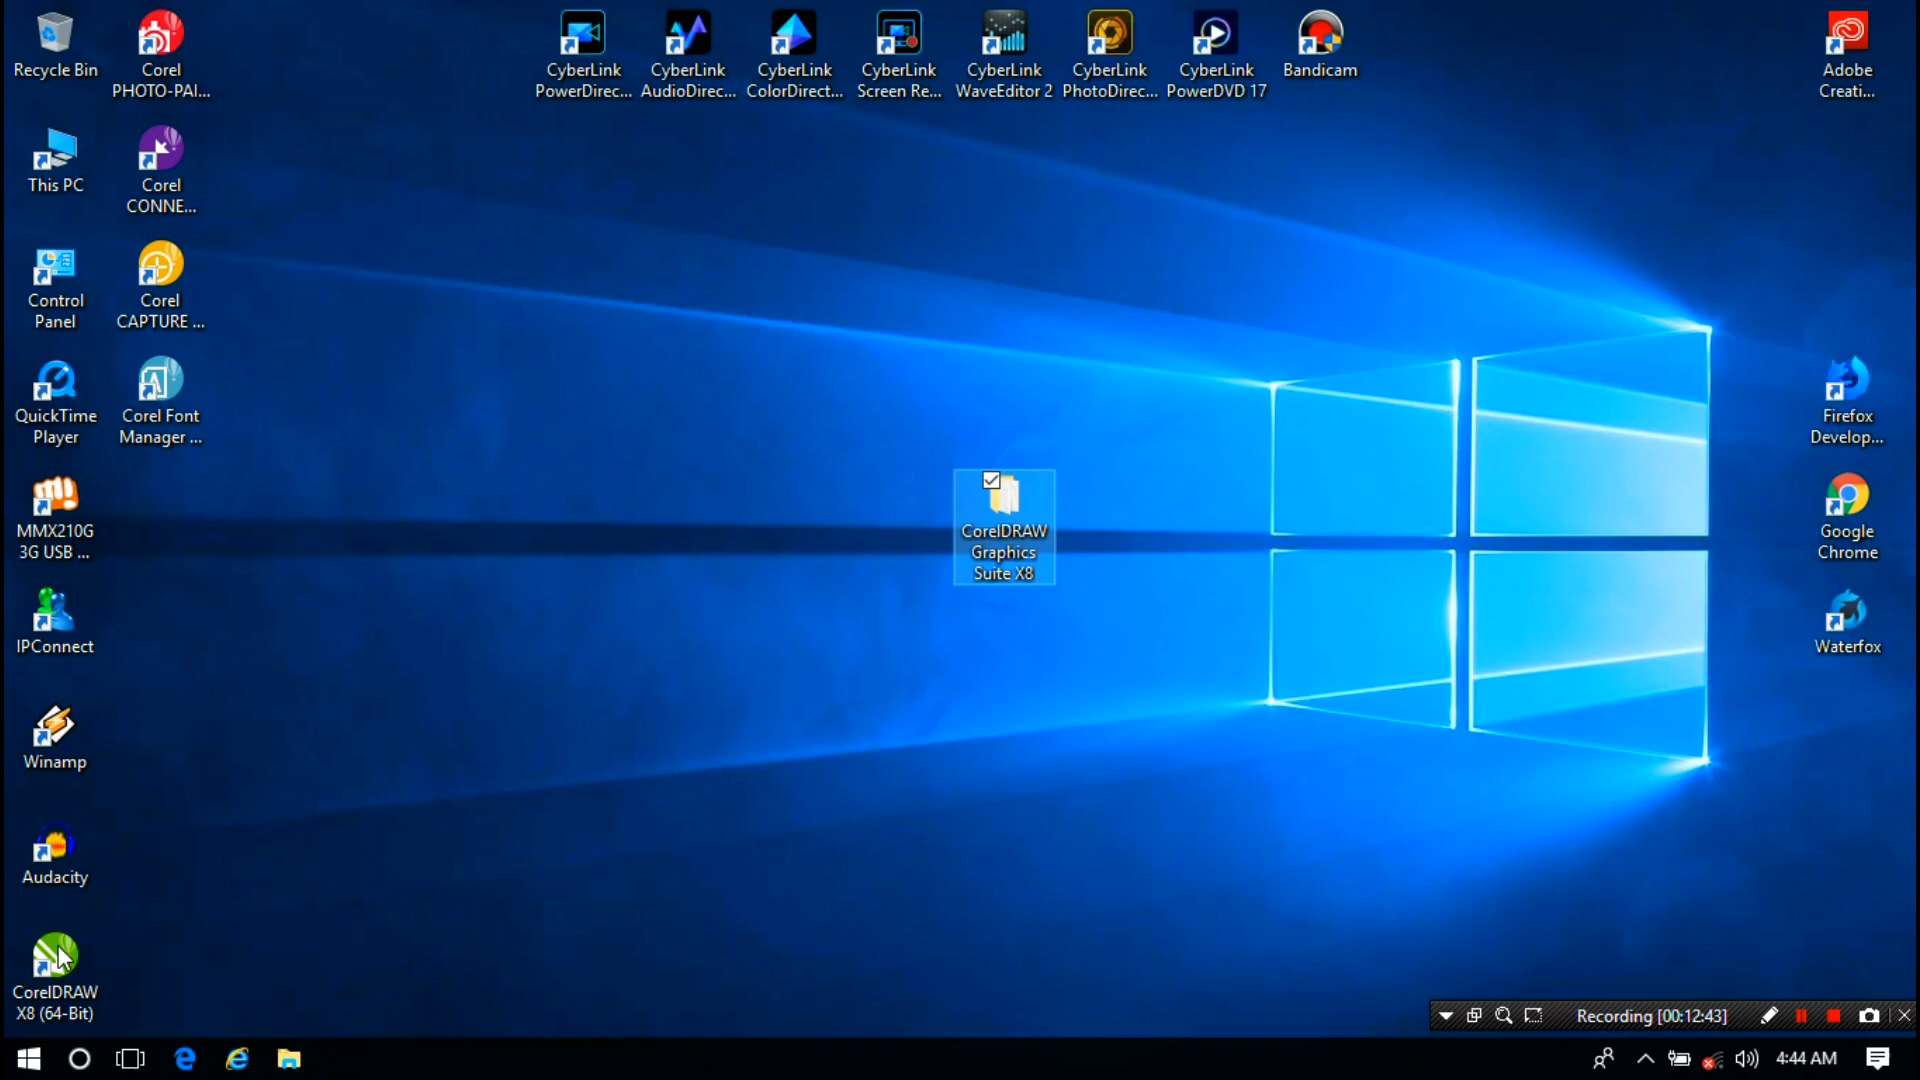 Recycle Bin
Corel
PHOTO-PAI...
CyberLink
PowerDirec...
CyberLink
AudioDirec...
CyberLink
ColorDirect...
CyberLink
Screen Re...
CyberLink
WaveEditor 2
CyberLink
PhotoDirec...
CyberLink
PowerDVD 17
Bandicam
Adobe
Creati...
This PC
Corel
CONNE...
Control
Panel
Corel
CAPTURE ...
QuickTime
Player
Corel Font
Manager ...
Firefox
Develop...
MMX210G
3G USB ...
CorelDRAW
Graphics
Suite X8
Google
Chrome
IPConnect
Waterfox
Winamp
Audacity
CorelDRAW
X8 (64-Bit)
Recording [00:12:43]
4:44 AM